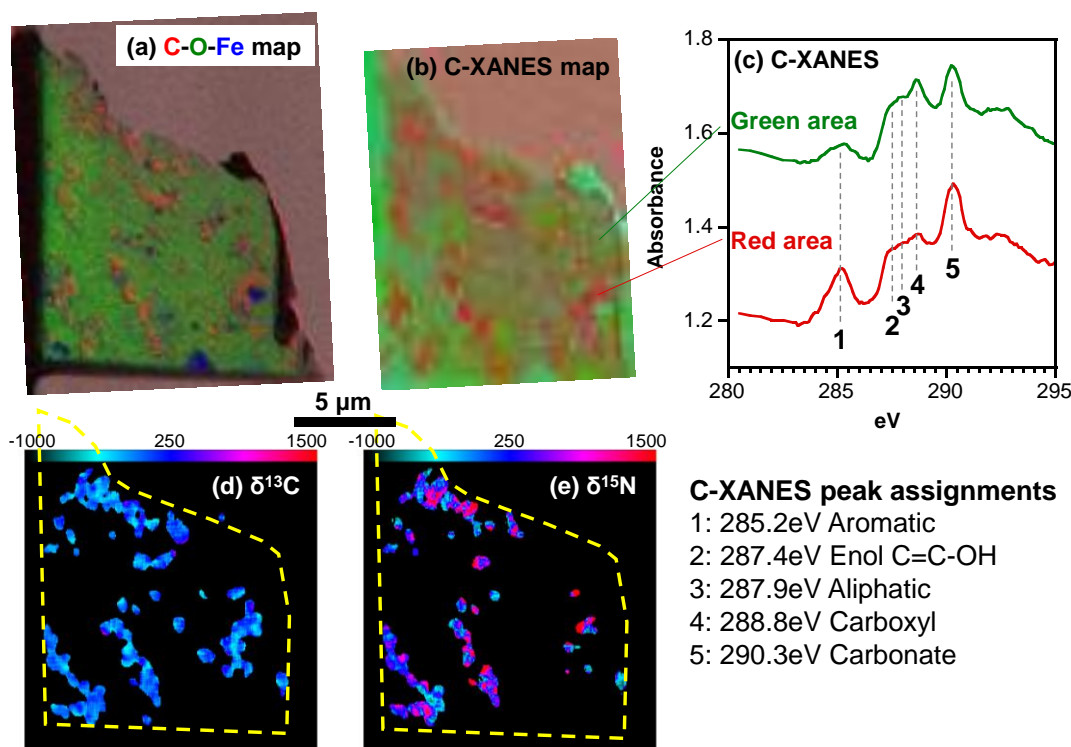 (a) C-O-Fe map
(b) C-XANES map
(c) C-XANES
1.8
1.6
1.4
1.2
Absorbance
Green area
Red area
1
2
3
4
5
280
285
290
295
eV
5 μm
-1000
250
1500
(d) δ¹³C
-1000
250
1500
(e) δ¹⁵N
C-XANES peak assignments
1: 285.2eV Aromatic
2: 287.4eV Enol C=C-OH
3: 287.9eV Aliphatic
4: 288.8eV Carboxyl
5: 290.3eV Carbonate